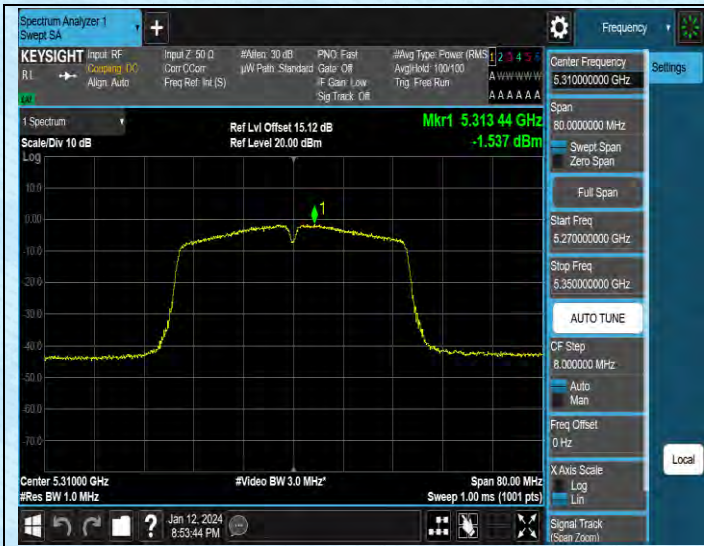 Spectrum Analyzer 1
Swept SA
+
Frequency
KEYSIGHT Input: RF
RL Coupling: DC
Align: Auto
Input Z: 50 Ω
Corr CCorr
Freq Ref: Int (S)
#Atten: 30 dB
µW Path: Standard
PNO: Fast
Gate: Off
IF Gain: Low
Sig Track: Off
#Avg Type: Power (RMS
Avg|Hold: 100/100
Trig: Free Run
1 2 3 4 5 6
A W W W W W
A A A A A A
1 Spectrum
Scale/Div 10 dB
Ref Lvl Offset 15.12 dB
Ref Level 20.00 dBm
Mkr1 5.313 44 GHz
-1.537 dBm
Log
10.0
0.00
-10.0
-20.0
-30.0
-40.0
-50.0
-60.0
-70.0
1
Center 5.31000 GHz
#Res BW 1.0 MHz
#Video BW 3.0 MHz*
Span 80.00 MHz
Sweep 1.00 ms (1001 pts)
Center Frequency
5.310000000 GHz
Span
80.0000000 MHz
Swept Span
Zero Span
Full Span
Start Freq
5.270000000 GHz
Stop Freq
5.350000000 GHz
AUTO TUNE
CF Step
8.000000 MHz
Auto
Man
Freq Offset
0 Hz
X Axis Scale
Log
Lin
Signal Track
(Span Zoom)
Settings
Local
?
Jan 12, 2024
8:53:44 PM